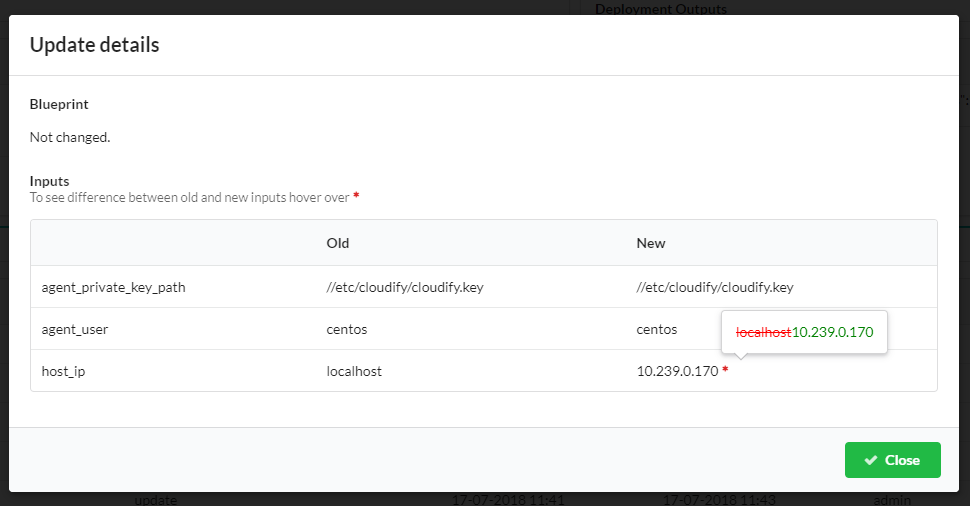 Deployment Outputs
Update details
Blueprint
Not changed.
Inputs
To see difference between old and new inputs hover over *
Old New
agent_private_key_path //etc/cloudify/cloudify.key //etc/cloudify/cloudify.key
agent_user centos centos
localhost10.239.0.170
host_ip localhost 10.239.0.170 *
Close
update 17-07-2018 11:41 17-07-2018 11:43 admin